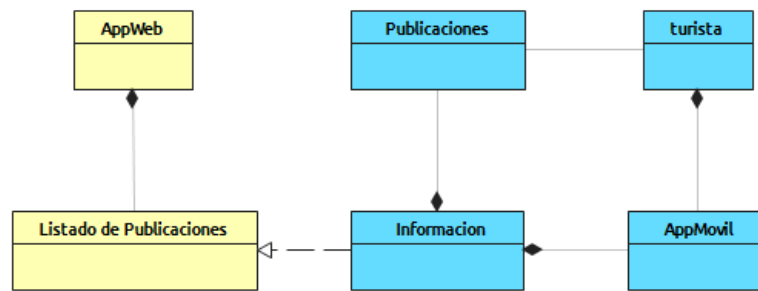 AppWeb
Publicaciones
turista
Listado de Publicaciones
Informacion
AppMovil